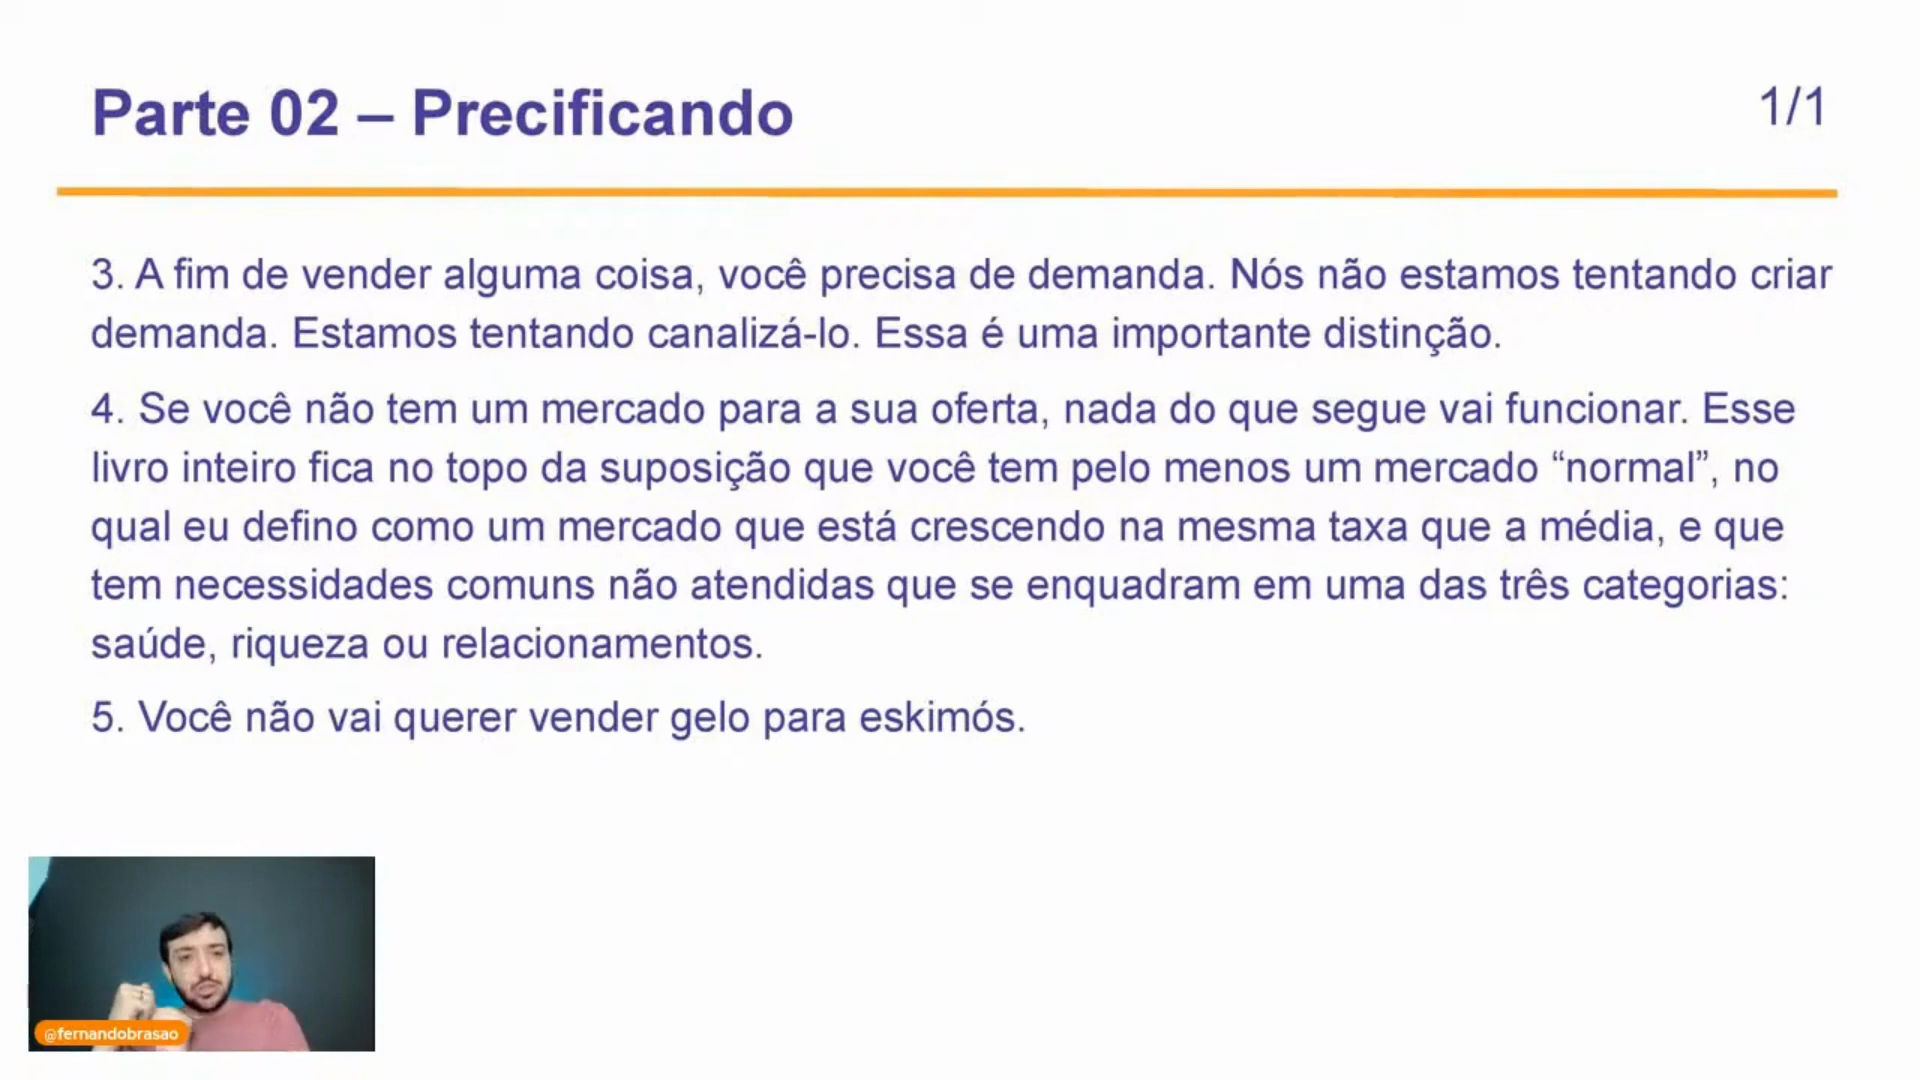 Parte 02 – Precificando
1/1
3. A fim de vender alguma coisa, você precisa de demanda. Nós não estamos tentando criar
demanda. Estamos tentando canalizá-lo. Essa é uma importante distinção.
4. Se você não tem um mercado para a sua oferta, nada do que segue vai funcionar. Esse
livro inteiro fica no topo da suposição que você tem pelo menos um mercado “normal”, no
qual eu defino como um mercado que está crescendo na mesma taxa que a média, e que
tem necessidades comuns não atendidas que se enquadram em uma das três categorias:
saúde, riqueza ou relacionamentos.
5. Você não vai querer vender gelo para eskimós.
@fernandobrasao